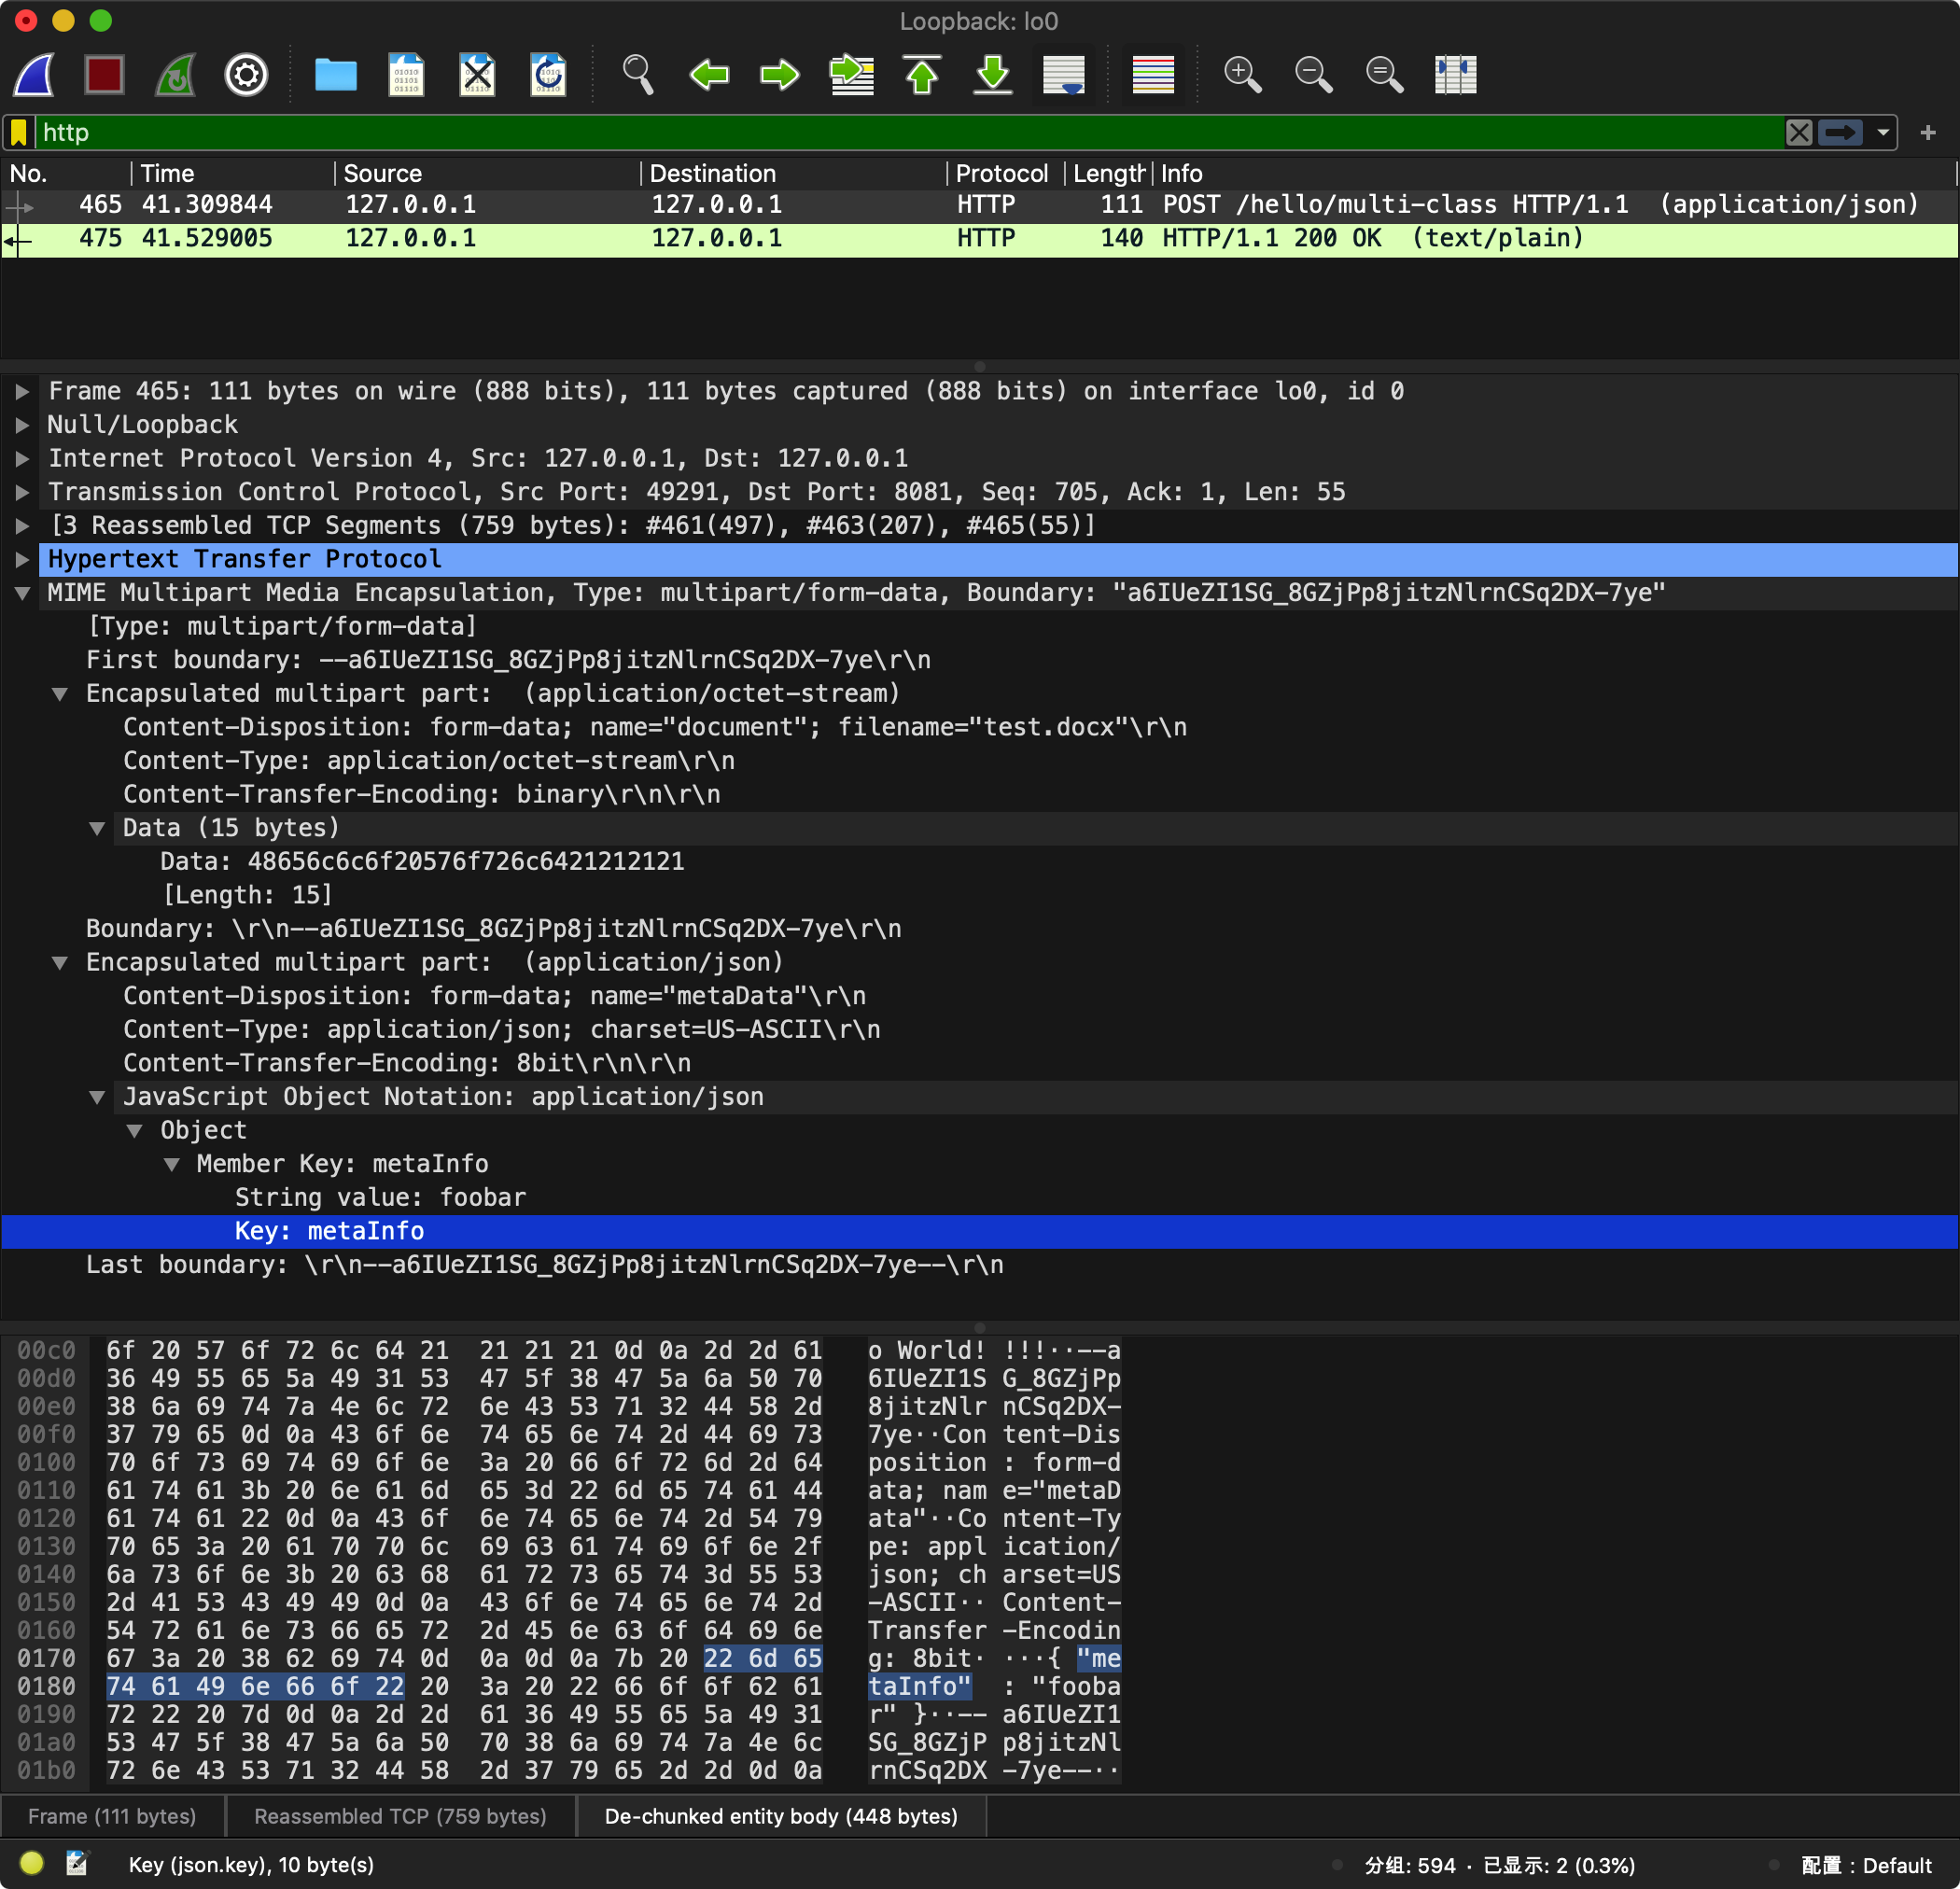 Loopback: lo0
http
No. Time Source Destination Protocol Length Info
465 41.309844 127.0.0.1 127.0.0.1 HTTP 111 POST /hello/multi-class HTTP/1.1  (application/json)
475 41.529005 127.0.0.1 127.0.0.1 HTTP 140 HTTP/1.1 200 OK  (text/plain)
Frame 465: 111 bytes on wire (888 bits), 111 bytes captured (888 bits) on interface lo0, id 0
Null/Loopback
Internet Protocol Version 4, Src: 127.0.0.1, Dst: 127.0.0.1
Transmission Control Protocol, Src Port: 49291, Dst Port: 8081, Seq: 705, Ack: 1, Len: 55
[3 Reassembled TCP Segments (759 bytes): #461(497), #463(207), #465(55)]
Hypertext Transfer Protocol
MIME Multipart Media Encapsulation, Type: multipart/form-data, Boundary: "a6IUeZI1SG_8GZjPp8jitzNlrnCSq2DX-7ye"
[Type: multipart/form-data]
First boundary: --a6IUeZI1SG_8GZjPp8jitzNlrnCSq2DX-7ye\r\n
Encapsulated multipart part:  (application/octet-stream)
Content-Disposition: form-data; name="document"; filename="test.docx"\r\n
Content-Type: application/octet-stream\r\n
Content-Transfer-Encoding: binary\r\n\r\n
Data (15 bytes)
Data: 48656c6c6f20576f726c6421212121
[Length: 15]
Boundary: \r\n--a6IUeZI1SG_8GZjPp8jitzNlrnCSq2DX-7ye\r\n
Encapsulated multipart part:  (application/json)
Content-Disposition: form-data; name="metaData"\r\n
Content-Type: application/json; charset=US-ASCII\r\n
Content-Transfer-Encoding: 8bit\r\n\r\n
JavaScript Object Notation: application/json
Object
Member Key: metaInfo
String value: foobar
Key: metaInfo
Last boundary: \r\n--a6IUeZI1SG_8GZjPp8jitzNlrnCSq2DX-7ye--\r\n
00c0 6f 20 57 6f 72 6c 64 21 21 21 21 0d 0a 2d 2d 61 o World! !!!··--a
00d0 36 49 55 65 5a 49 31 53 47 5f 38 47 5a 6a 50 70 6IUeZI1S G_8GZjPp
00e0 38 6a 69 74 7a 4e 6c 72 6e 43 53 71 32 44 58 2d 8jitzNlr nCSq2DX-
00f0 37 79 65 0d 0a 43 6f 6e 74 65 6e 74 2d 44 69 73 7ye··Con tent-Dis
0100 70 6f 73 69 74 69 6f 6e 3a 20 66 6f 72 6d 2d 64 position : form-d
0110 61 74 61 3b 20 6e 61 6d 65 3d 22 6d 65 74 61 44 ata; nam e="metaD
0120 61 74 61 22 0d 0a 43 6f 6e 74 65 6e 74 2d 54 79 ata"··Co ntent-Ty
0130 70 65 3a 20 61 70 70 6c 69 63 61 74 69 6f 6e 2f pe: appl ication/
0140 6a 73 6f 6e 3b 20 63 68 61 72 73 65 74 3d 55 53 json; ch arset=US
0150 2d 41 53 43 49 49 0d 0a 43 6f 6e 74 65 6e 74 2d -ASCII·· Content-
0160 54 72 61 6e 73 66 65 72 2d 45 6e 63 6f 64 69 6e Transfer -Encodin
0170 67 3a 20 38 62 69 74 0d 0a 0d 0a 7b 20 22 6d 65 g: 8bit· ···{ "me
0180 74 61 49 6e 66 6f 22 20 3a 20 22 66 6f 6f 62 61 taInfo"  : "fooba
0190 72 22 20 7d 0d 0a 2d 2d 61 36 49 55 65 5a 49 31 r" }··-- a6IUeZI1
01a0 53 47 5f 38 47 5a 6a 50 70 38 6a 69 74 7a 4e 6c SG_8GZjP p8jitzNl
01b0 72 6e 43 53 71 32 44 58 2d 37 79 65 2d 2d 0d 0a rnCSq2DX -7ye--··
Frame (111 bytes) Reassembled TCP (759 bytes) De-chunked entity body (448 bytes)
Key (json.key), 10 byte(s) 分组: 594 · 已显示: 2 (0.3%) 配置：Default